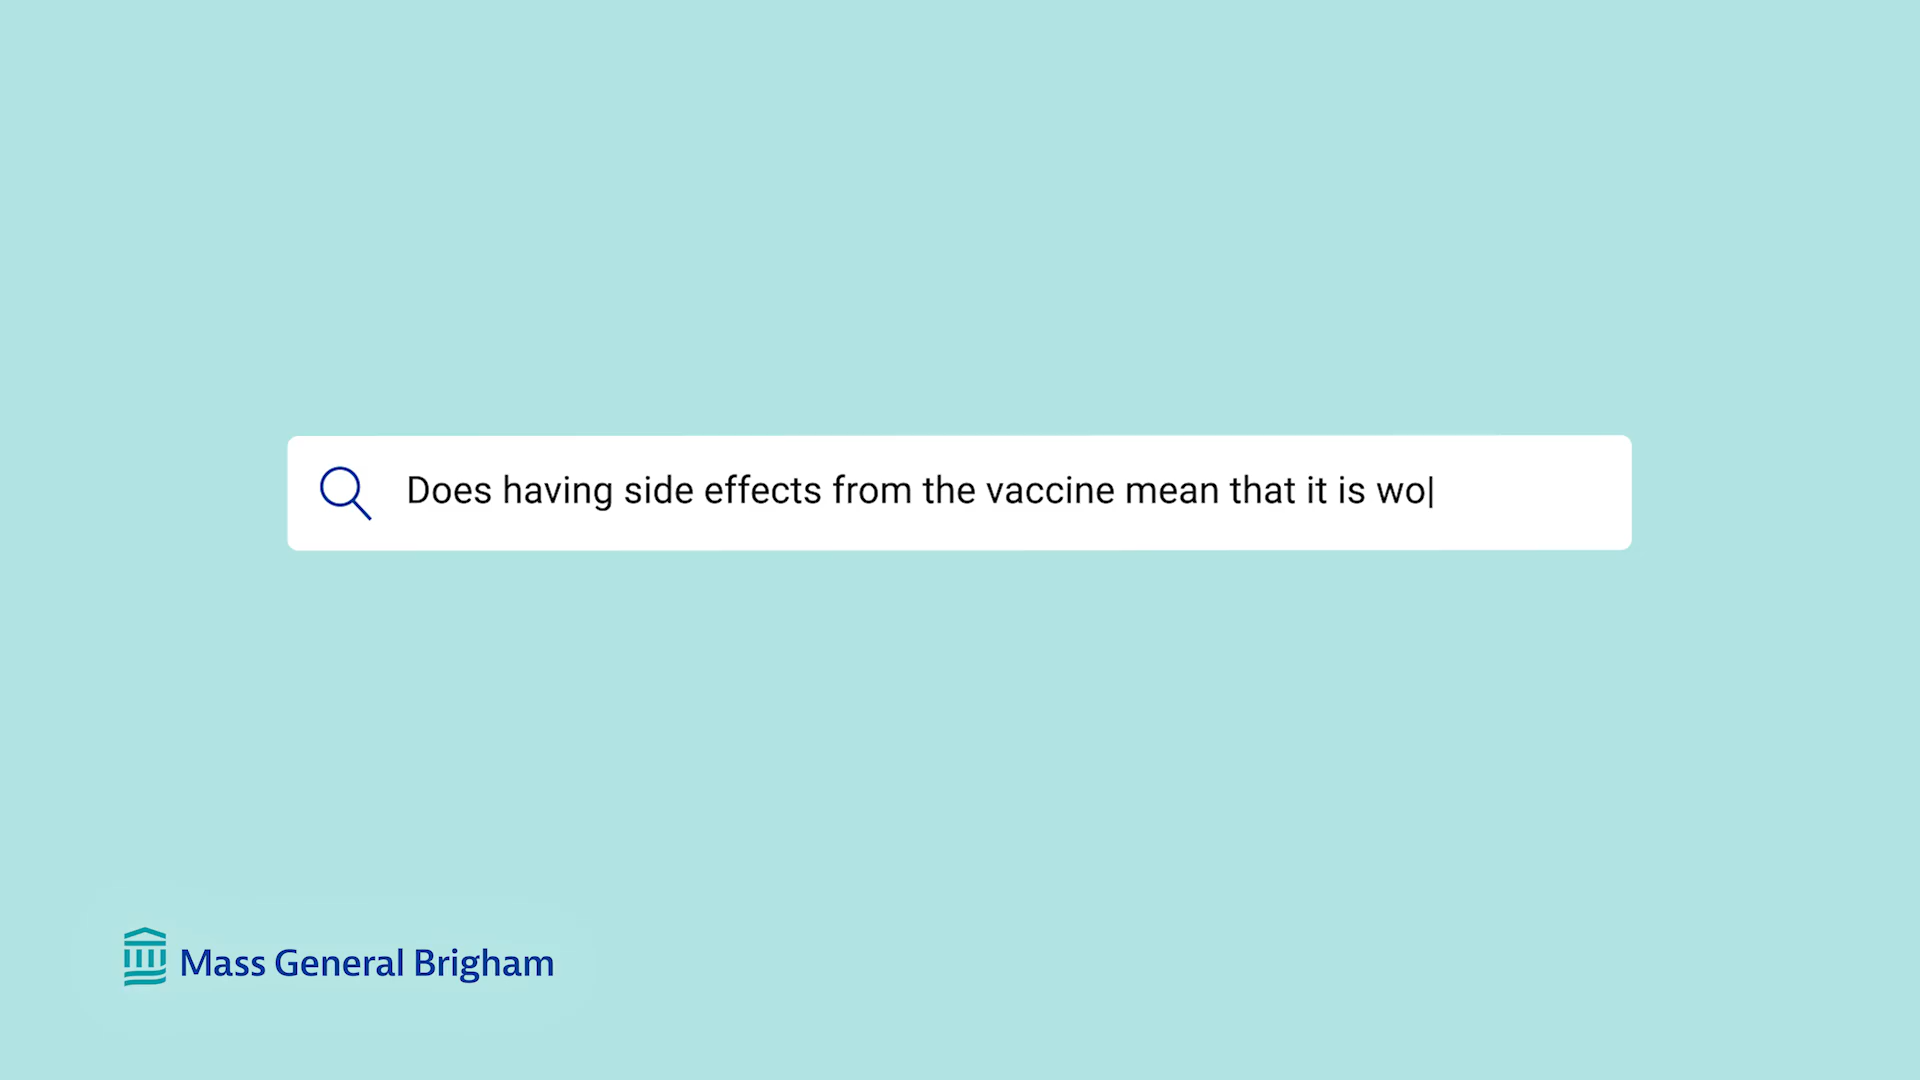 Does having side effects from the vaccine mean that it is wo
Mass General Brigham